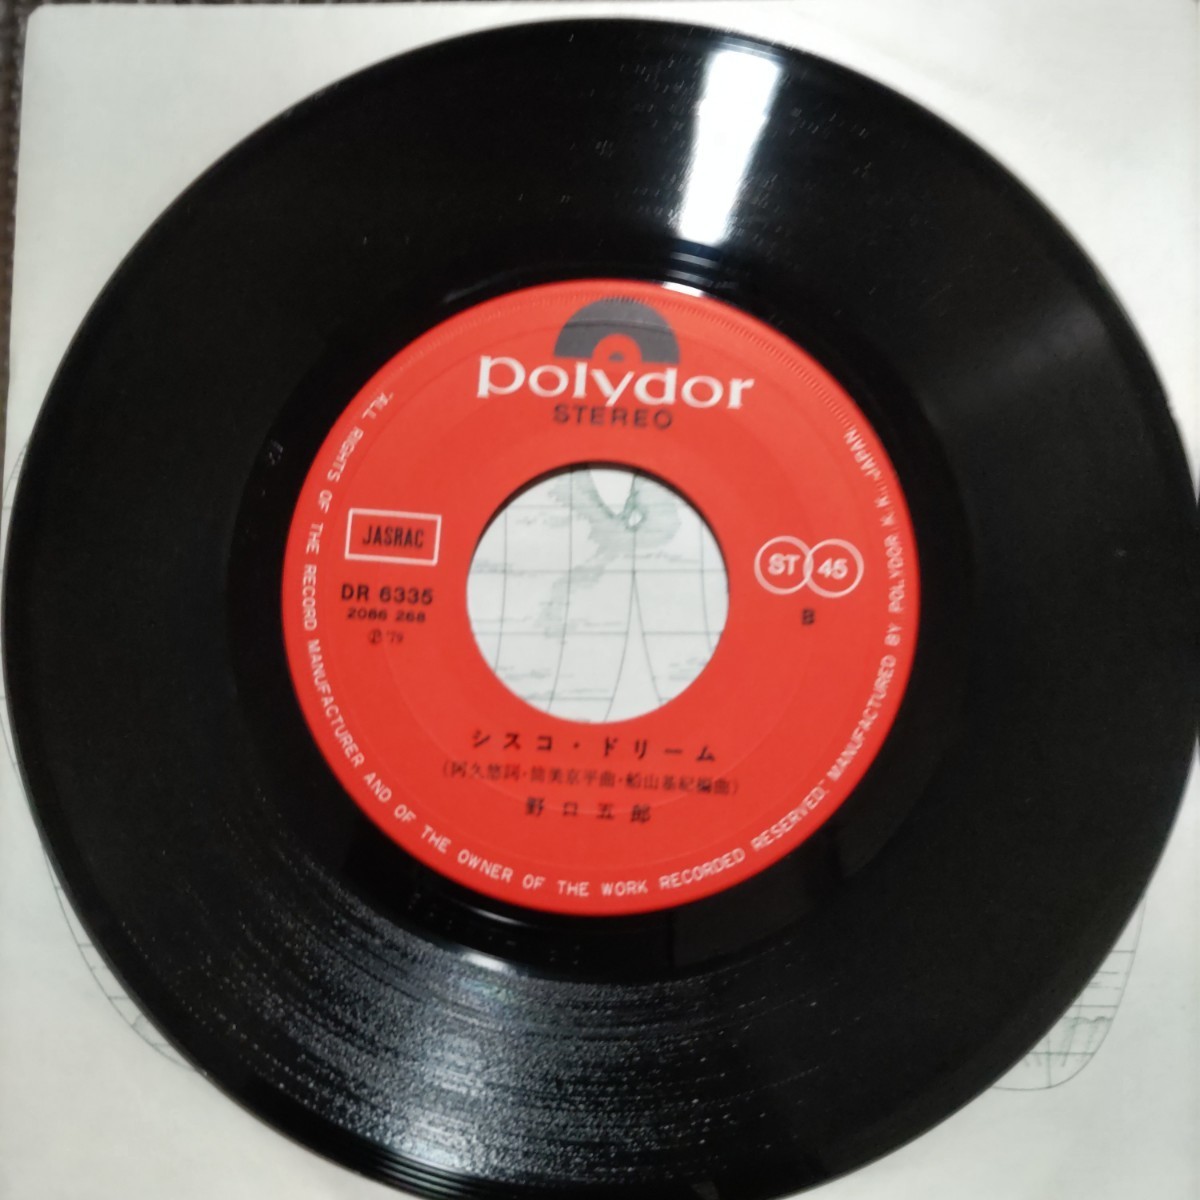 polydor
STEREO
JASRAC
DR 6335
2086 268
Ⓟ '79
ST 45
B
シスコ・ドリーム
(阿久悠詞・筒美京平曲・船山基紀編曲)
野口五郎
"ALL RIGHTS OF THE RECORD MANUFACTURER AND OF THE OWNER OF THE WORK RECORDED RESERVED." MANUFACTURED BY POLYDOR K.K., JAPAN